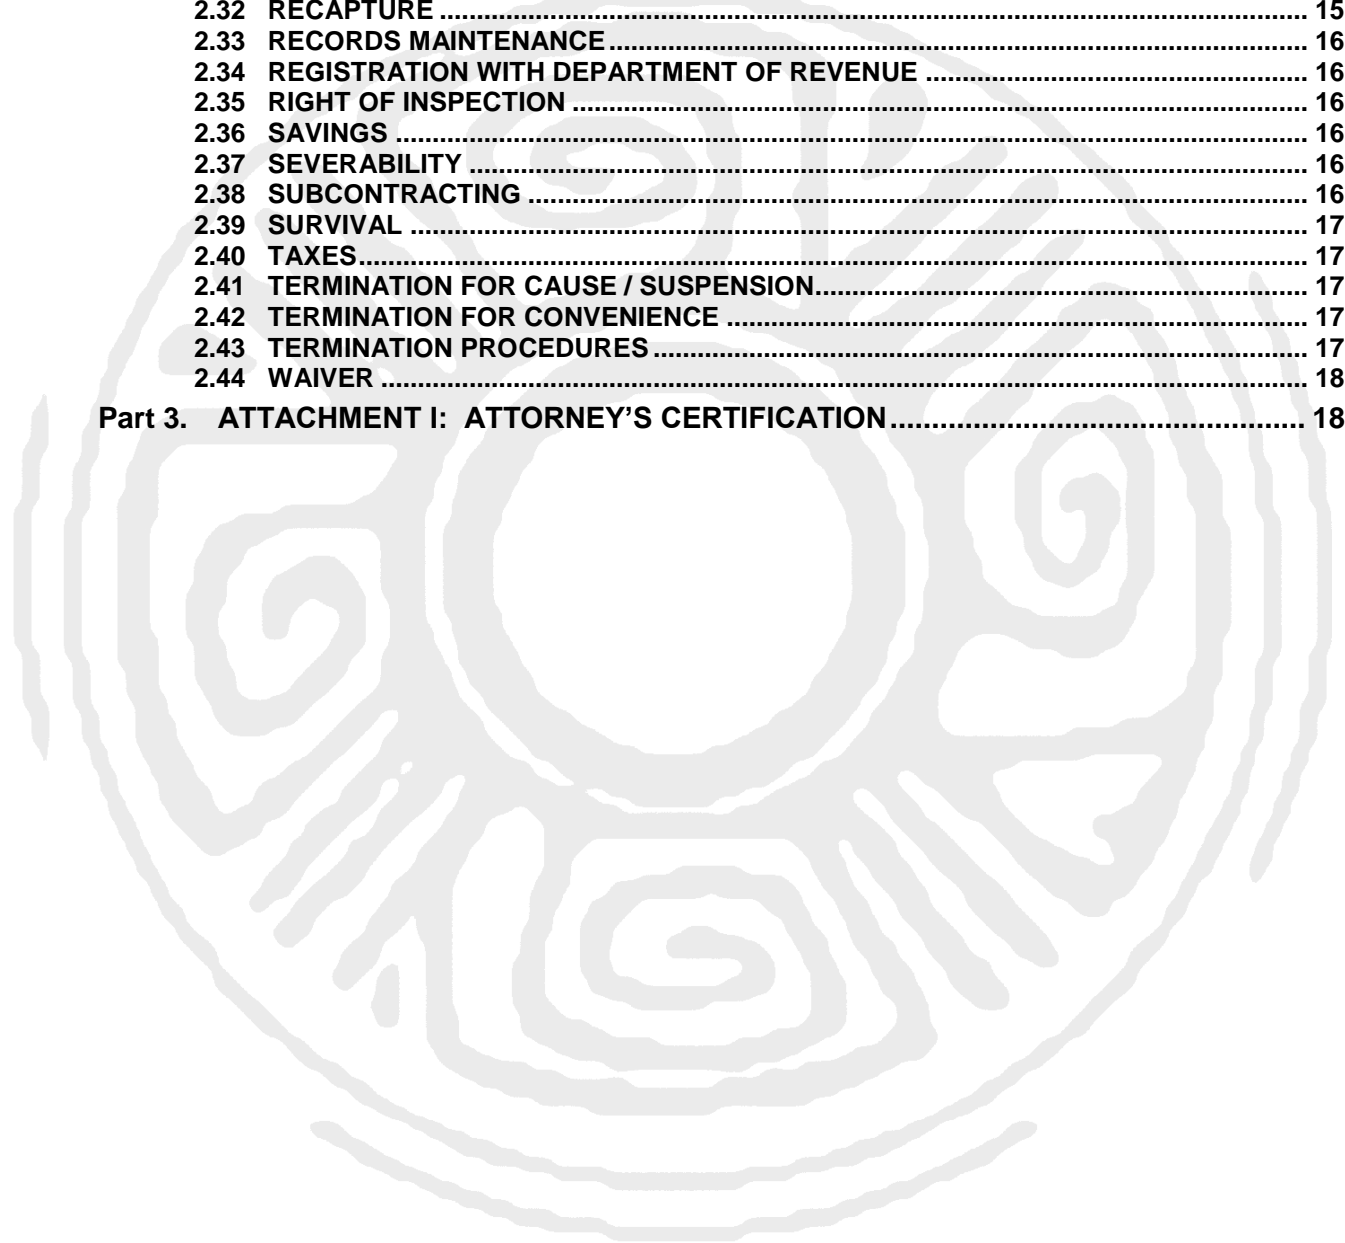 2.32 RECAPTURE ........................................................................ 15
2.33 RECORDS MAINTENANCE ........................................................................ 16
2.34 REGISTRATION WITH DEPARTMENT OF REVENUE ........................................................................ 16
2.35 RIGHT OF INSPECTION ........................................................................ 16
2.36 SAVINGS ........................................................................ 16
2.37 SEVERABILITY ........................................................................ 16
2.38 SUBCONTRACTING ........................................................................ 16
2.39 SURVIVAL ........................................................................ 17
2.40 TAXES ........................................................................ 17
2.41 TERMINATION FOR CAUSE / SUSPENSION ........................................................................ 17
2.42 TERMINATION FOR CONVENIENCE ........................................................................ 17
2.43 TERMINATION PROCEDURES ........................................................................ 17
2.44 WAIVER ........................................................................ 18
Part 3. ATTACHMENT I: ATTORNEY’S CERTIFICATION ........................................................................ 18